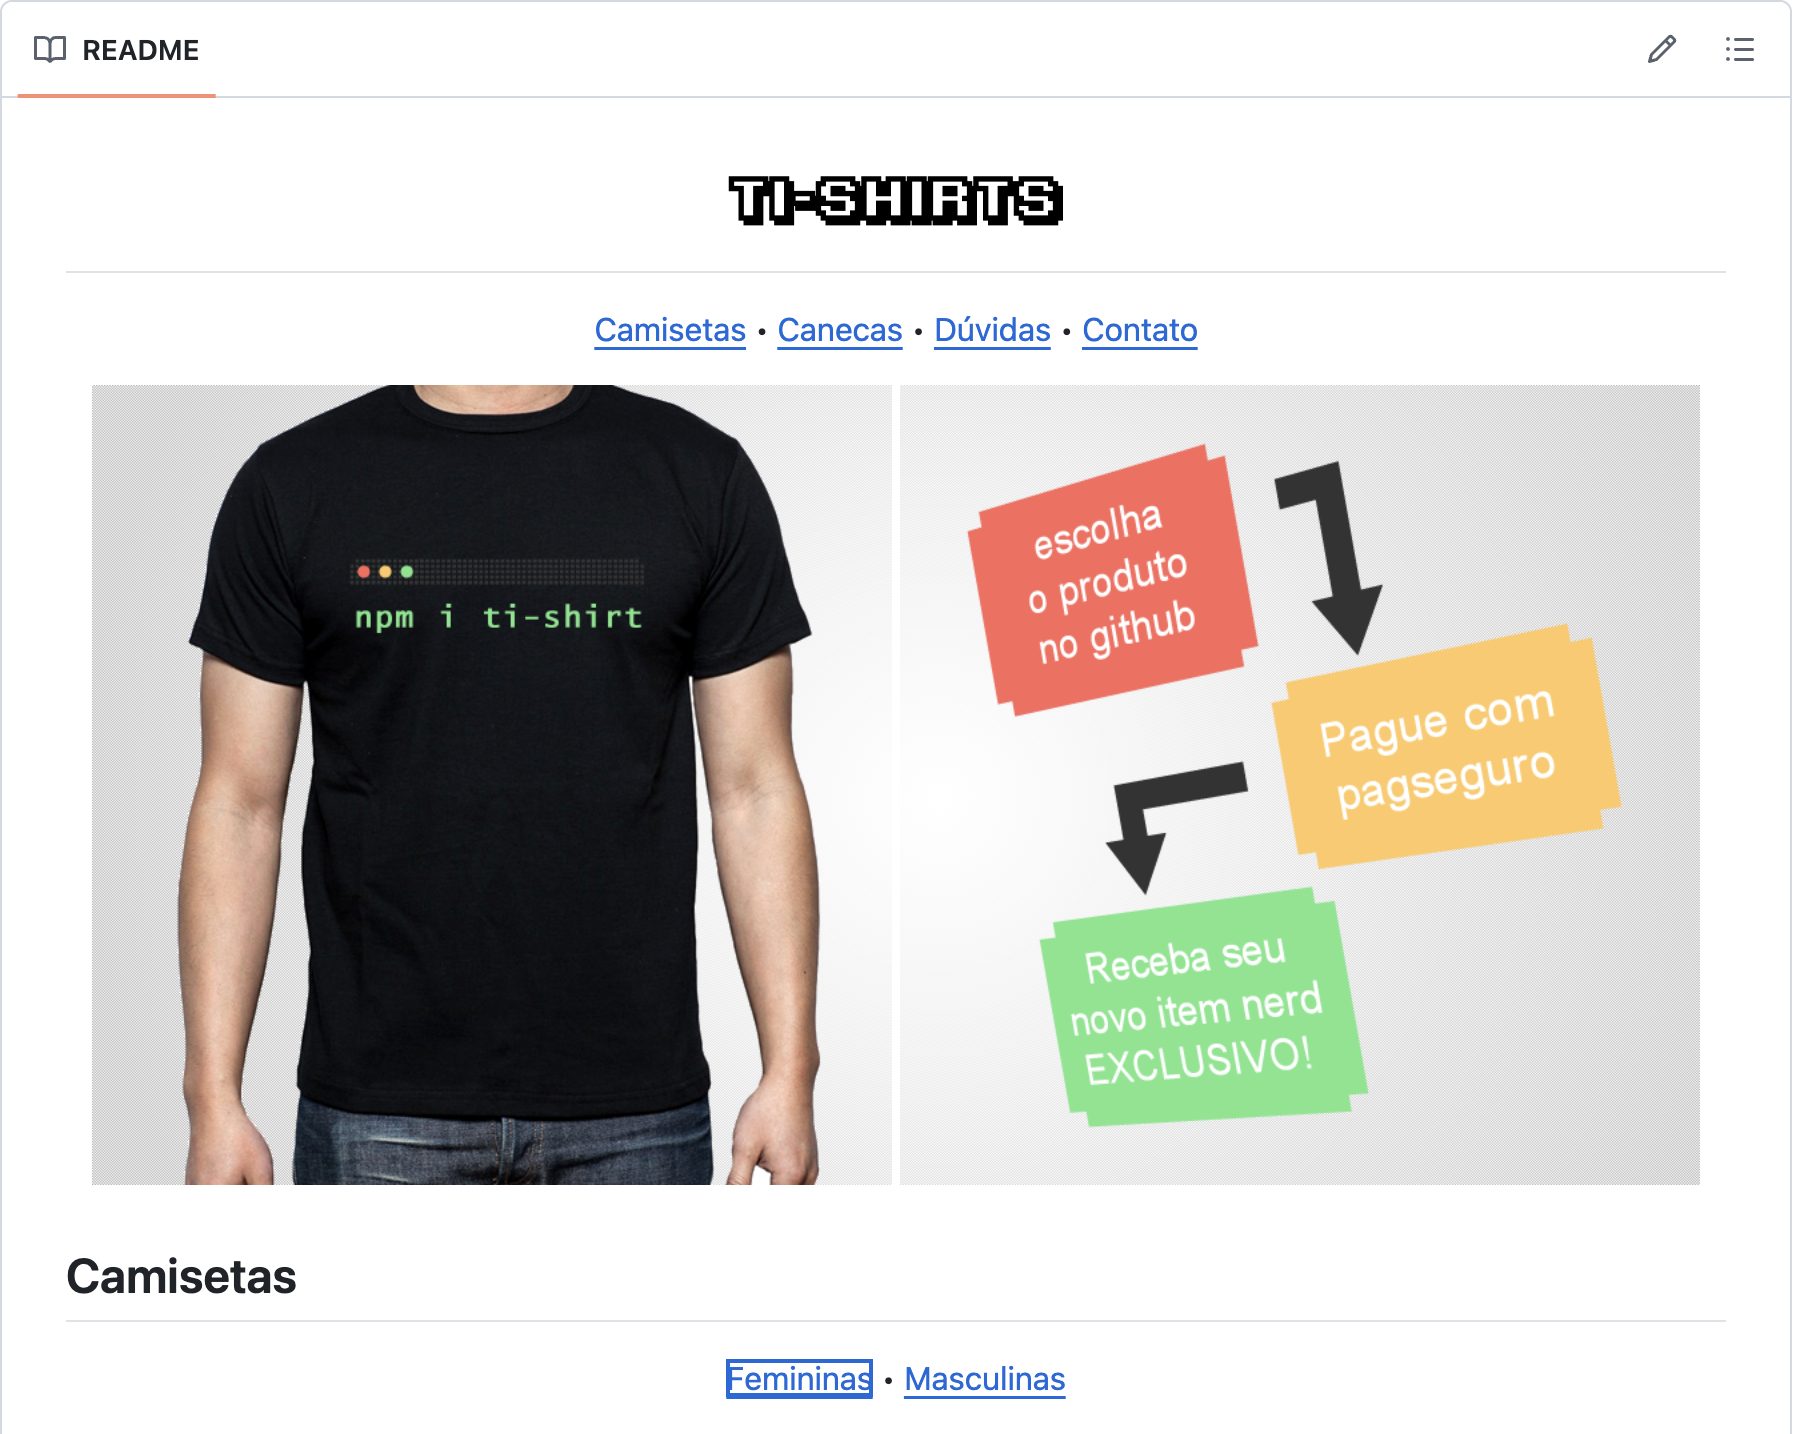 README
TI-SHIRTS
Camisetas • Canecas • Dúvidas • Contato
npm i ti-shirt
escolha
o produto
no github
Pague com
pagseguro
Receba seu
novo item nerd
EXCLUSIVO!
Camisetas
Femininas • Masculinas